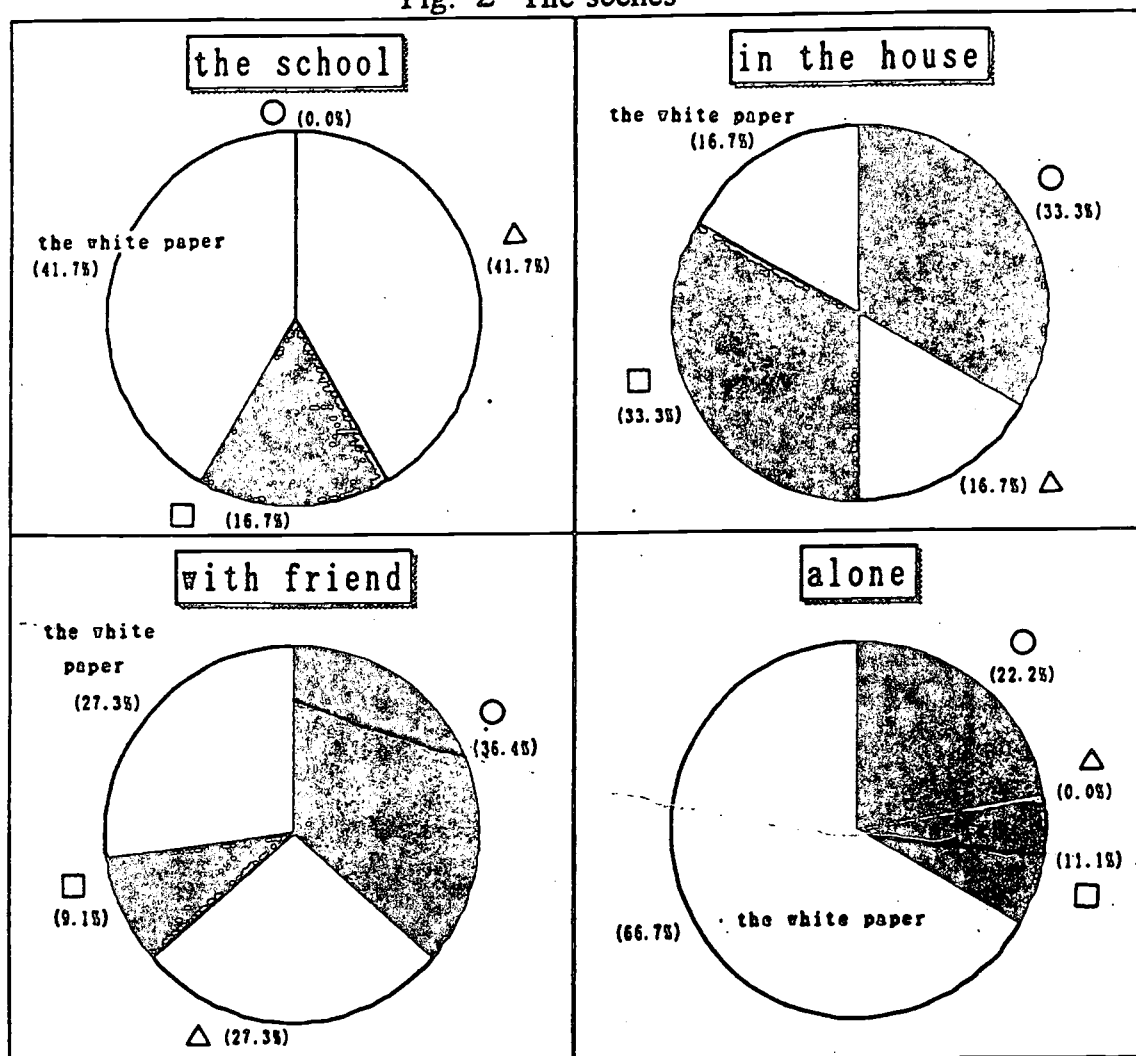 Fig. 2 The scenes
the school
○ (0.0%)
the white paper
(41.7%)
△
(41.7%)
□ (16.7%)
in the house
the white paper
(16.7%)
○
(33.3%)
□
(33.3%)
(16.7%) △
with friend
the white
paper
(27.3%)
○
(36.4%)
□
(9.1%)
△ (27.3%)
alone
○
(22.2%)
△
(0.0%)
(11.1%)
□
(66.7%) the white paper